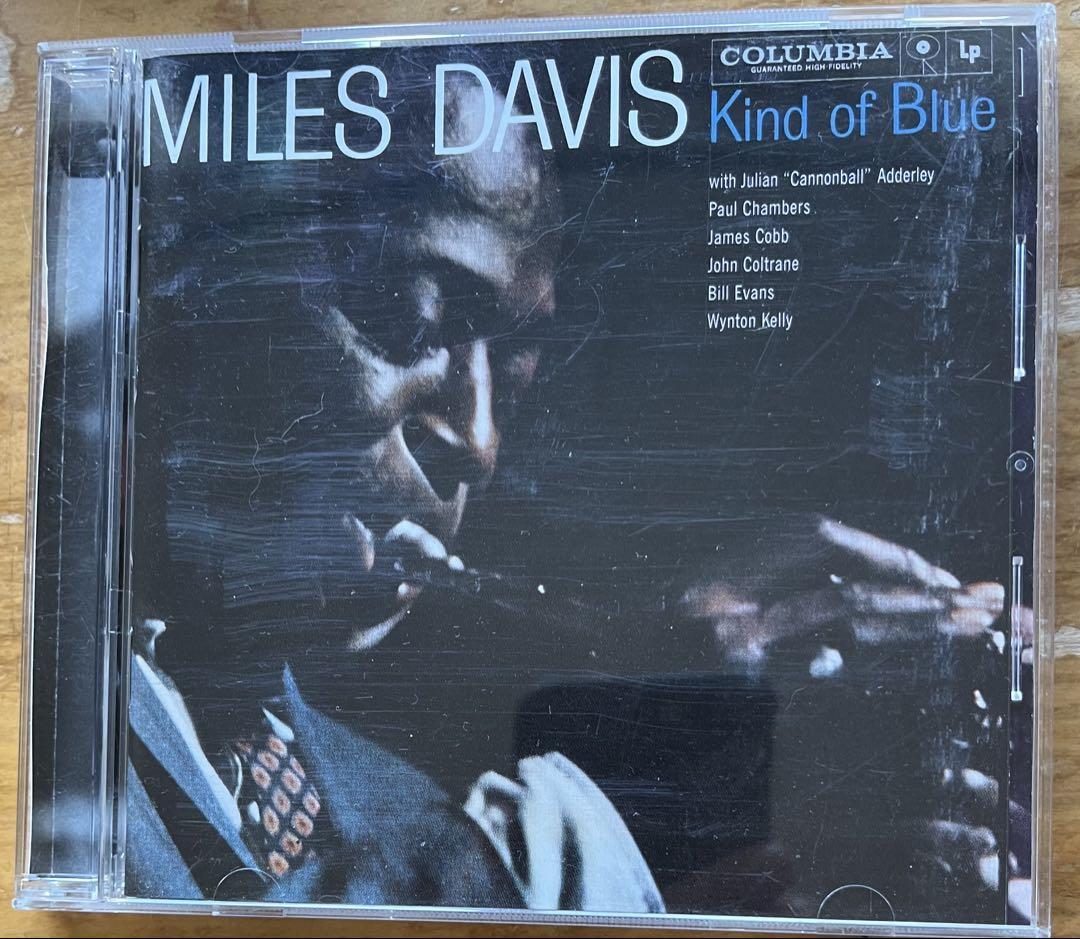 MILES DAVIS
COLUMBIA
GUARANTEED HIGH-FIDELITY
Lp
Kind of Blue
with Julian “Cannonball” Adderley
Paul Chambers
James Cobb
John Coltrane
Bill Evans
Wynton Kelly